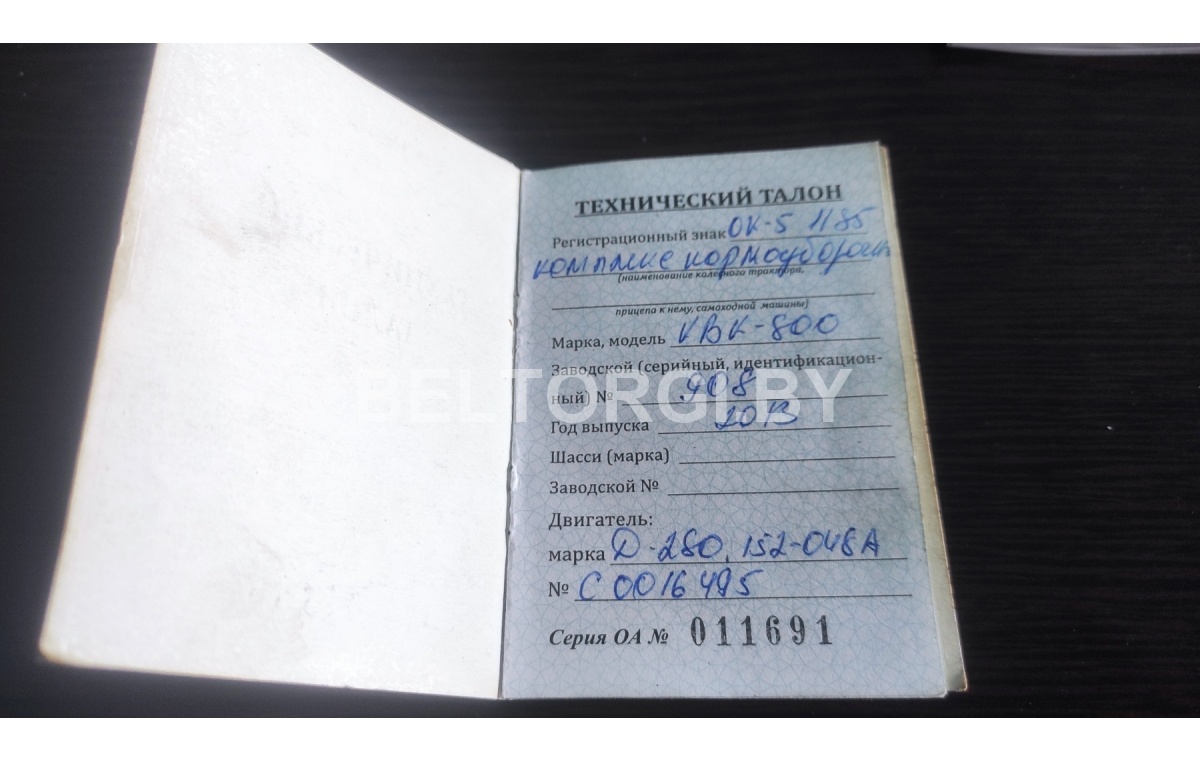 ТЕХНИЧЕСКИЙ ТАЛОН
Регистрационный знак ОК-5 1185
комплекс кормоуборочн
(наименование колесного трактора,
прицепа к нему, самоходной машины)
Марка, модель КВК-800
Заводской (серийный, идентификацион-
ный) № 908
BELTORGI.BY
Год выпуска 2013
Шасси (марка)
Заводской №
Двигатель:
марка Д-280.152-048А
№ С 0016495
Серия ОА № 011691